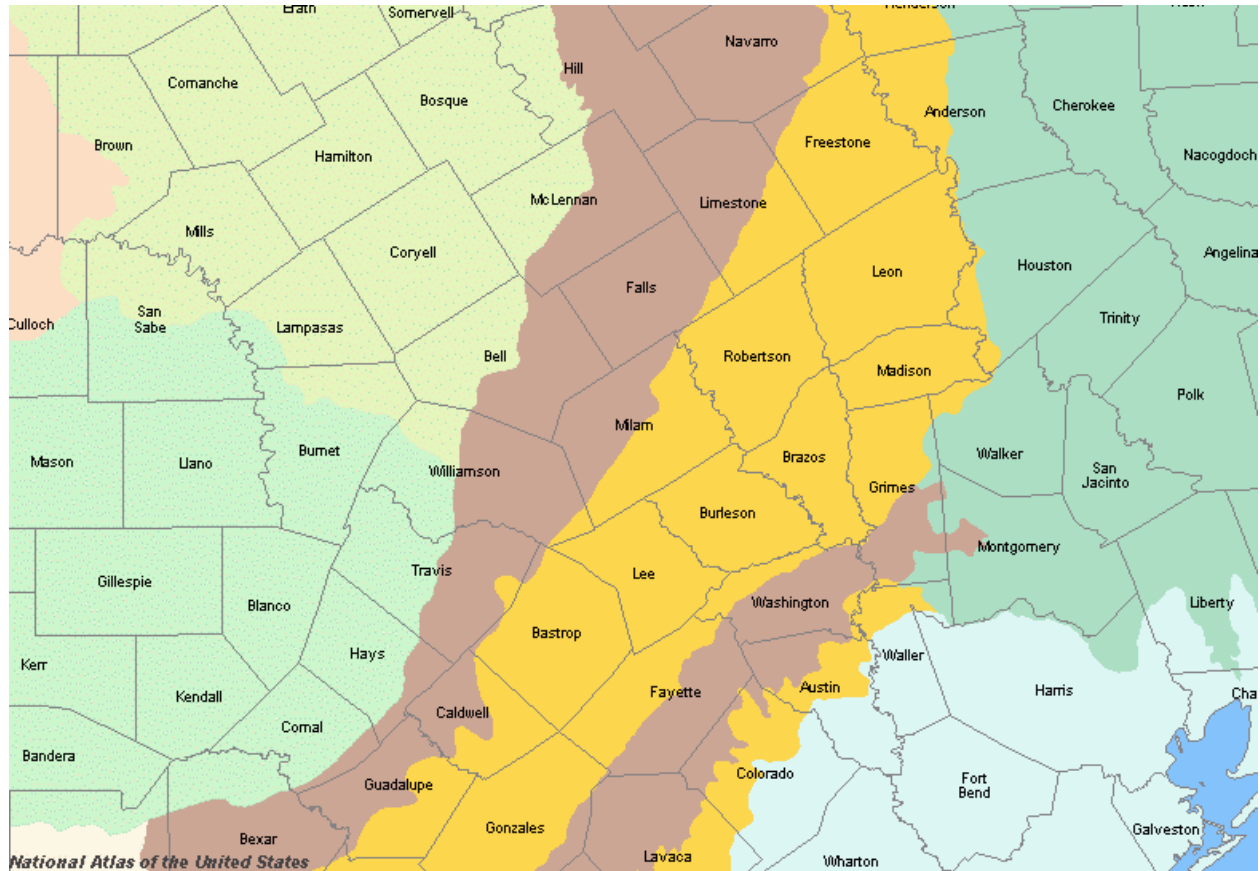 Erath
Somervell
Henderson
Navarro
Hill
Comanche
Bosque
Anderson
Cherokee
Brown
Hamilton
Freestone
Nacogdoch
McLennan
Limestone
Mills
Coryell
Leon
Houston
Angelina
Falls
San
Sabe
Culloch
Lampasas
Trinity
Bell
Robertson
Madison
Polk
Milam
Burnet
Mason
Llano
Williamson
Brazos
Walker
San
Jacinto
Grimes
Burleson
Montgomery
Travis
Lee
Gillespie
Blanco
Washington
Liberty
Bastrop
Hays
Waller
Kerr
Kendall
Fayette
Austin
Harris
Cha
Caldwell
Comal
Bandera
Guadalupe
Colorado
Fort
Bend
Gonzales
Galveston
Bexar
Lavaca
Wharton
National Atlas of the United States